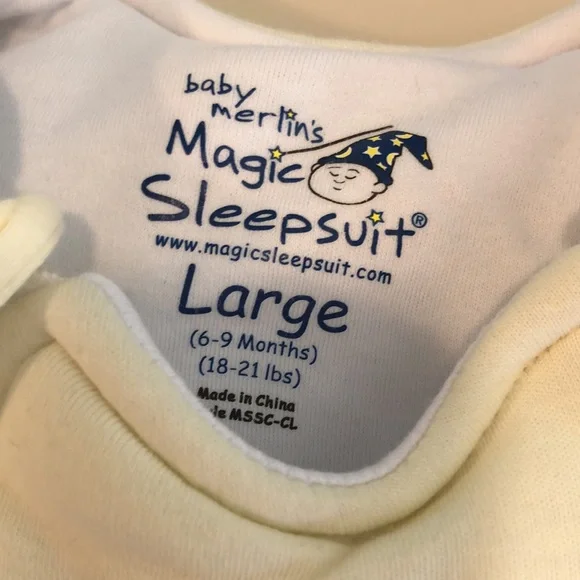 baby
merlin's
Magic
Sleepsuit®
www.magicsleepsuit.com
Large
(6-9 Months)
(18-21 lbs)
Made in China
MSSC-CL